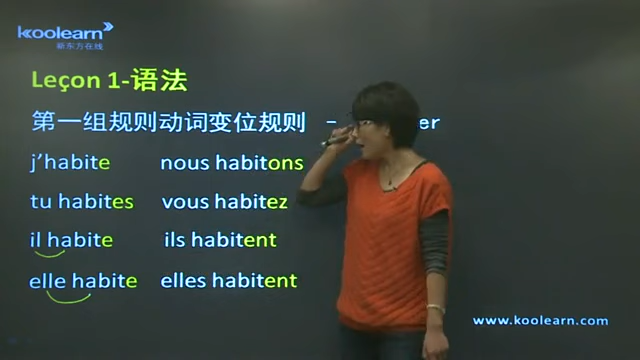 koolearn
新东方在线
Leçon 1-语法
第一组规则动词变位规则 – er
j'habite nous habitons
tu habites vous habitez
il habite ils habitent
elle habite elles habitent
www.koolearn.com